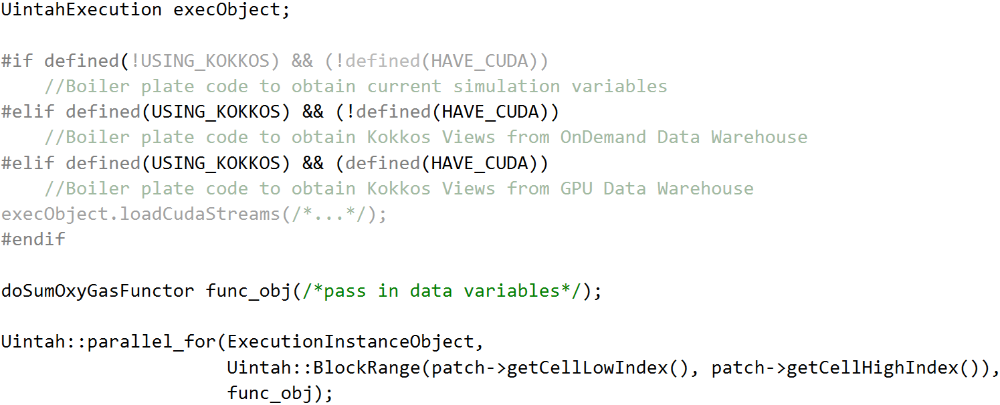 UintahExecution execObject;
#if defined(!USING_KOKKOS) && (!defined(HAVE_CUDA))
//Boiler plate code to obtain current simulation variables
#elif defined(USING_KOKKOS) && (!defined(HAVE_CUDA))
//Boiler plate code to obtain Kokkos Views from OnDemand Data Warehouse
#elif defined(USING_KOKKOS) && (defined(HAVE_CUDA))
//Boiler plate code to obtain Kokkos Views from GPU Data Warehouse
execObject.loadCudaStreams(/*...*/);
#endif
doSumOxyGasFunctor func_obj(/*pass in data variables*/);
Uintah::parallel_for(ExecutionInstanceObject,
Uintah::BlockRange(patch->getCellLowIndex(), patch->getCellHighIndex()),
func_obj);